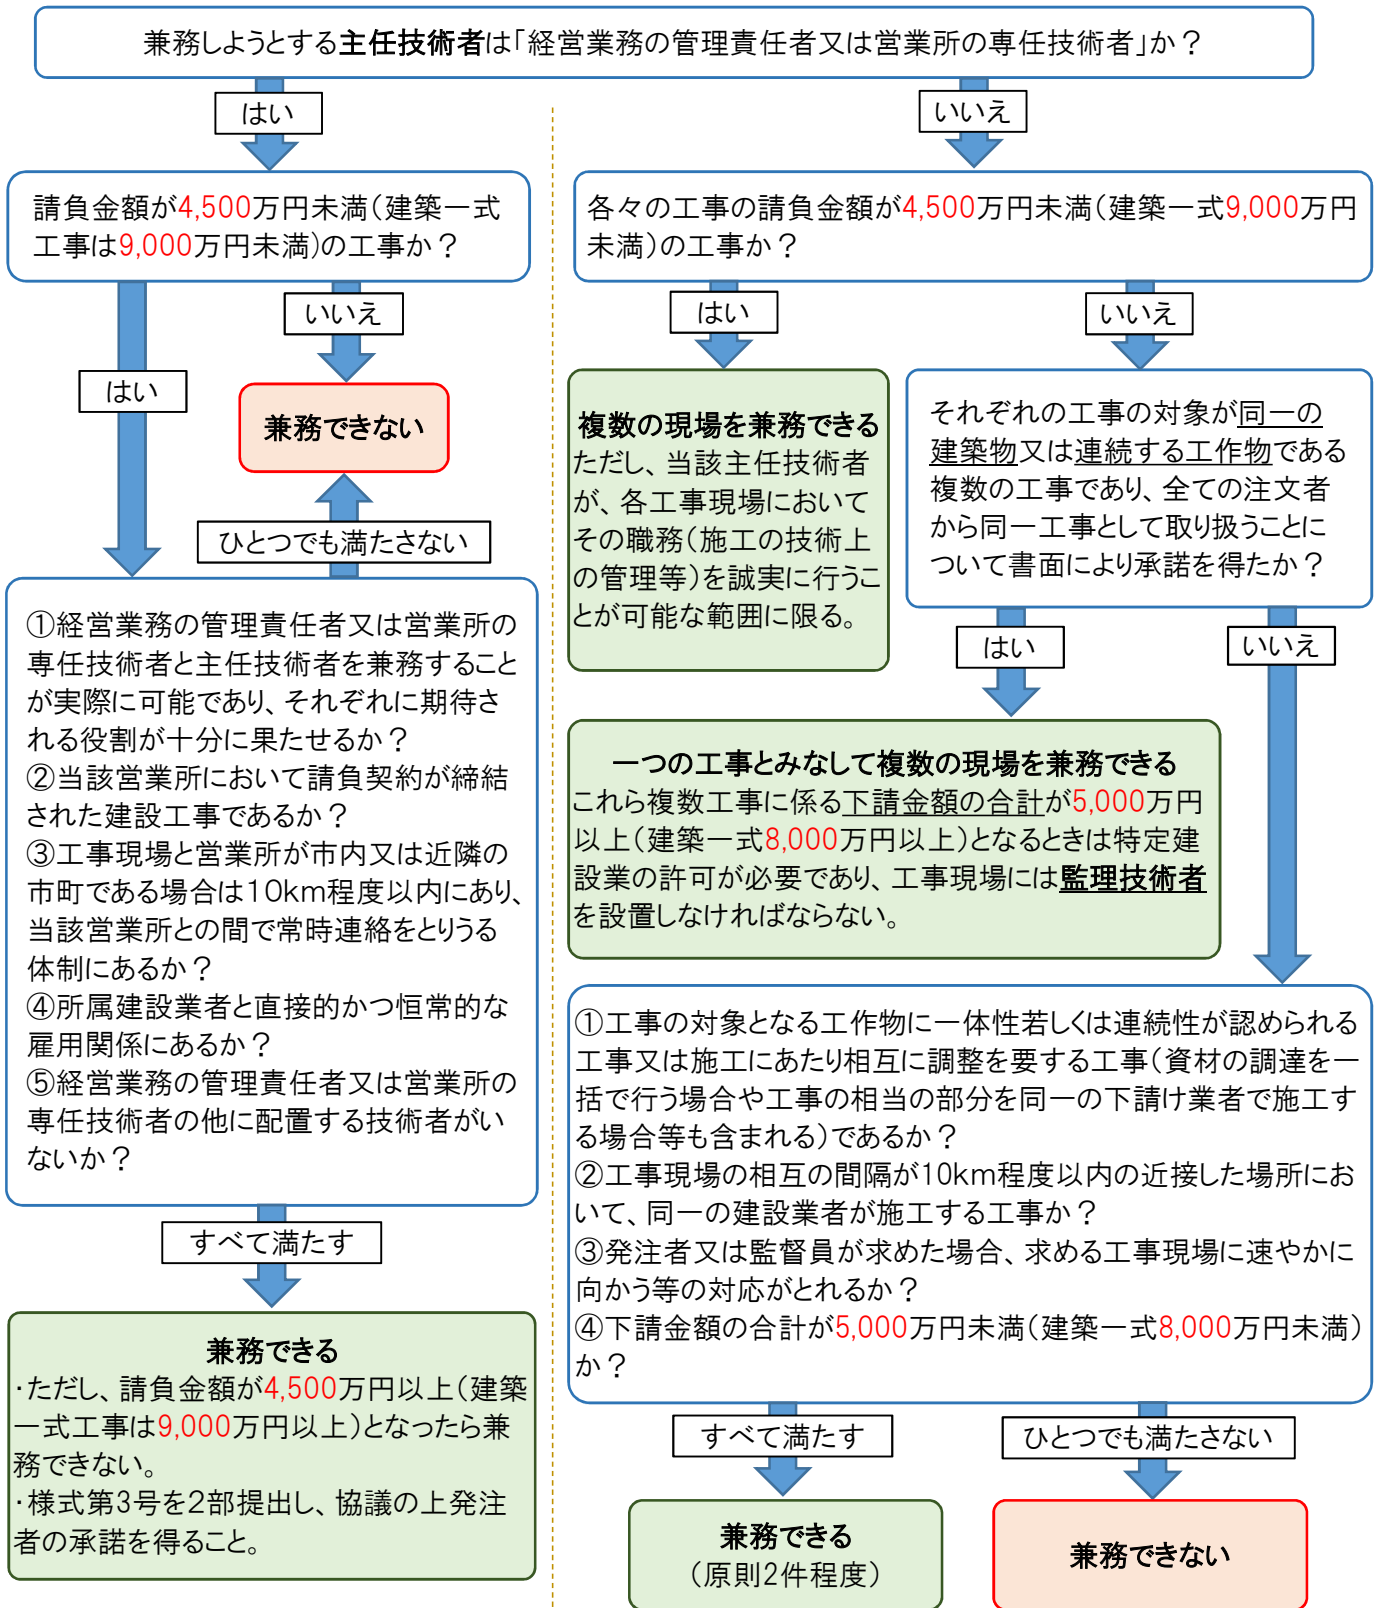 兼務しようとする主任技術者は「経営業務の管理責任者又は営業所の専任技術者」か？
はい
いいえ
請負金額が4,500万円未満（建築一式
工事は9,000万円未満）の工事か？
いいえ
はい
兼務できない
ひとつでも満たさない
①経営業務の管理責任者又は営業所の
専任技術者と主任技術者を兼務すること
が実際に可能であり、それぞれに期待さ
れる役割が十分に果たせるか？
②当該営業所において請負契約が締結
された建設工事であるか？
③工事現場と営業所が市内又は近隣の
市町である場合は10km程度以内にあり、
当該営業所との間で常時連絡をとりうる
体制にあるか？
④所属建設業者と直接的かつ恒常的な
雇用関係にあるか？
⑤経営業務の管理責任者又は営業所の
専任技術者の他に配置する技術者がい
ないか？
すべて満たす
兼務できる
・ただし、請負金額が4,500万円以上（建築
一式工事は9,000万円以上）となったら兼
務できない。
・様式第3号を2部提出し、協議の上発注
者の承諾を得ること。
各々の工事の請負金額が4,500万円未満（建築一式9,000万円
未満）の工事か？
はい
いいえ
複数の現場を兼務できる
ただし、当該主任技術者
が、各工事現場において
その職務（施工の技術上
の管理等）を誠実に行うこ
とが可能な範囲に限る。
それぞれの工事の対象が同一の
建築物又は連続する工作物である
複数の工事であり、全ての注文者
から同一工事として取り扱うことに
ついて書面により承諾を得たか？
はい
いいえ
一つの工事とみなして複数の現場を兼務できる
これら複数工事に係る下請金額の合計が5,000万円
以上（建築一式8,000万円以上）となるときは特定建
設業の許可が必要であり、工事現場には監理技術者
を設置しなければならない。
①工事の対象となる工作物に一体性若しくは連続性が認められる
工事又は施工にあたり相互に調整を要する工事（資材の調達を一
括で行う場合や工事の相当の部分を同一の下請け業者で施工す
る場合等も含まれる）であるか？
②工事現場の相互の間隔が10km程度以内の近接した場所にお
いて、同一の建設業者が施工する工事か？
③発注者又は監督員が求めた場合、求める工事現場に速やかに
向かう等の対応がとれるか？
④下請金額の合計が5,000万円未満（建築一式8,000万円未満）
か？
すべて満たす
ひとつでも満たさない
兼務できる
（原則2件程度）
兼務できない